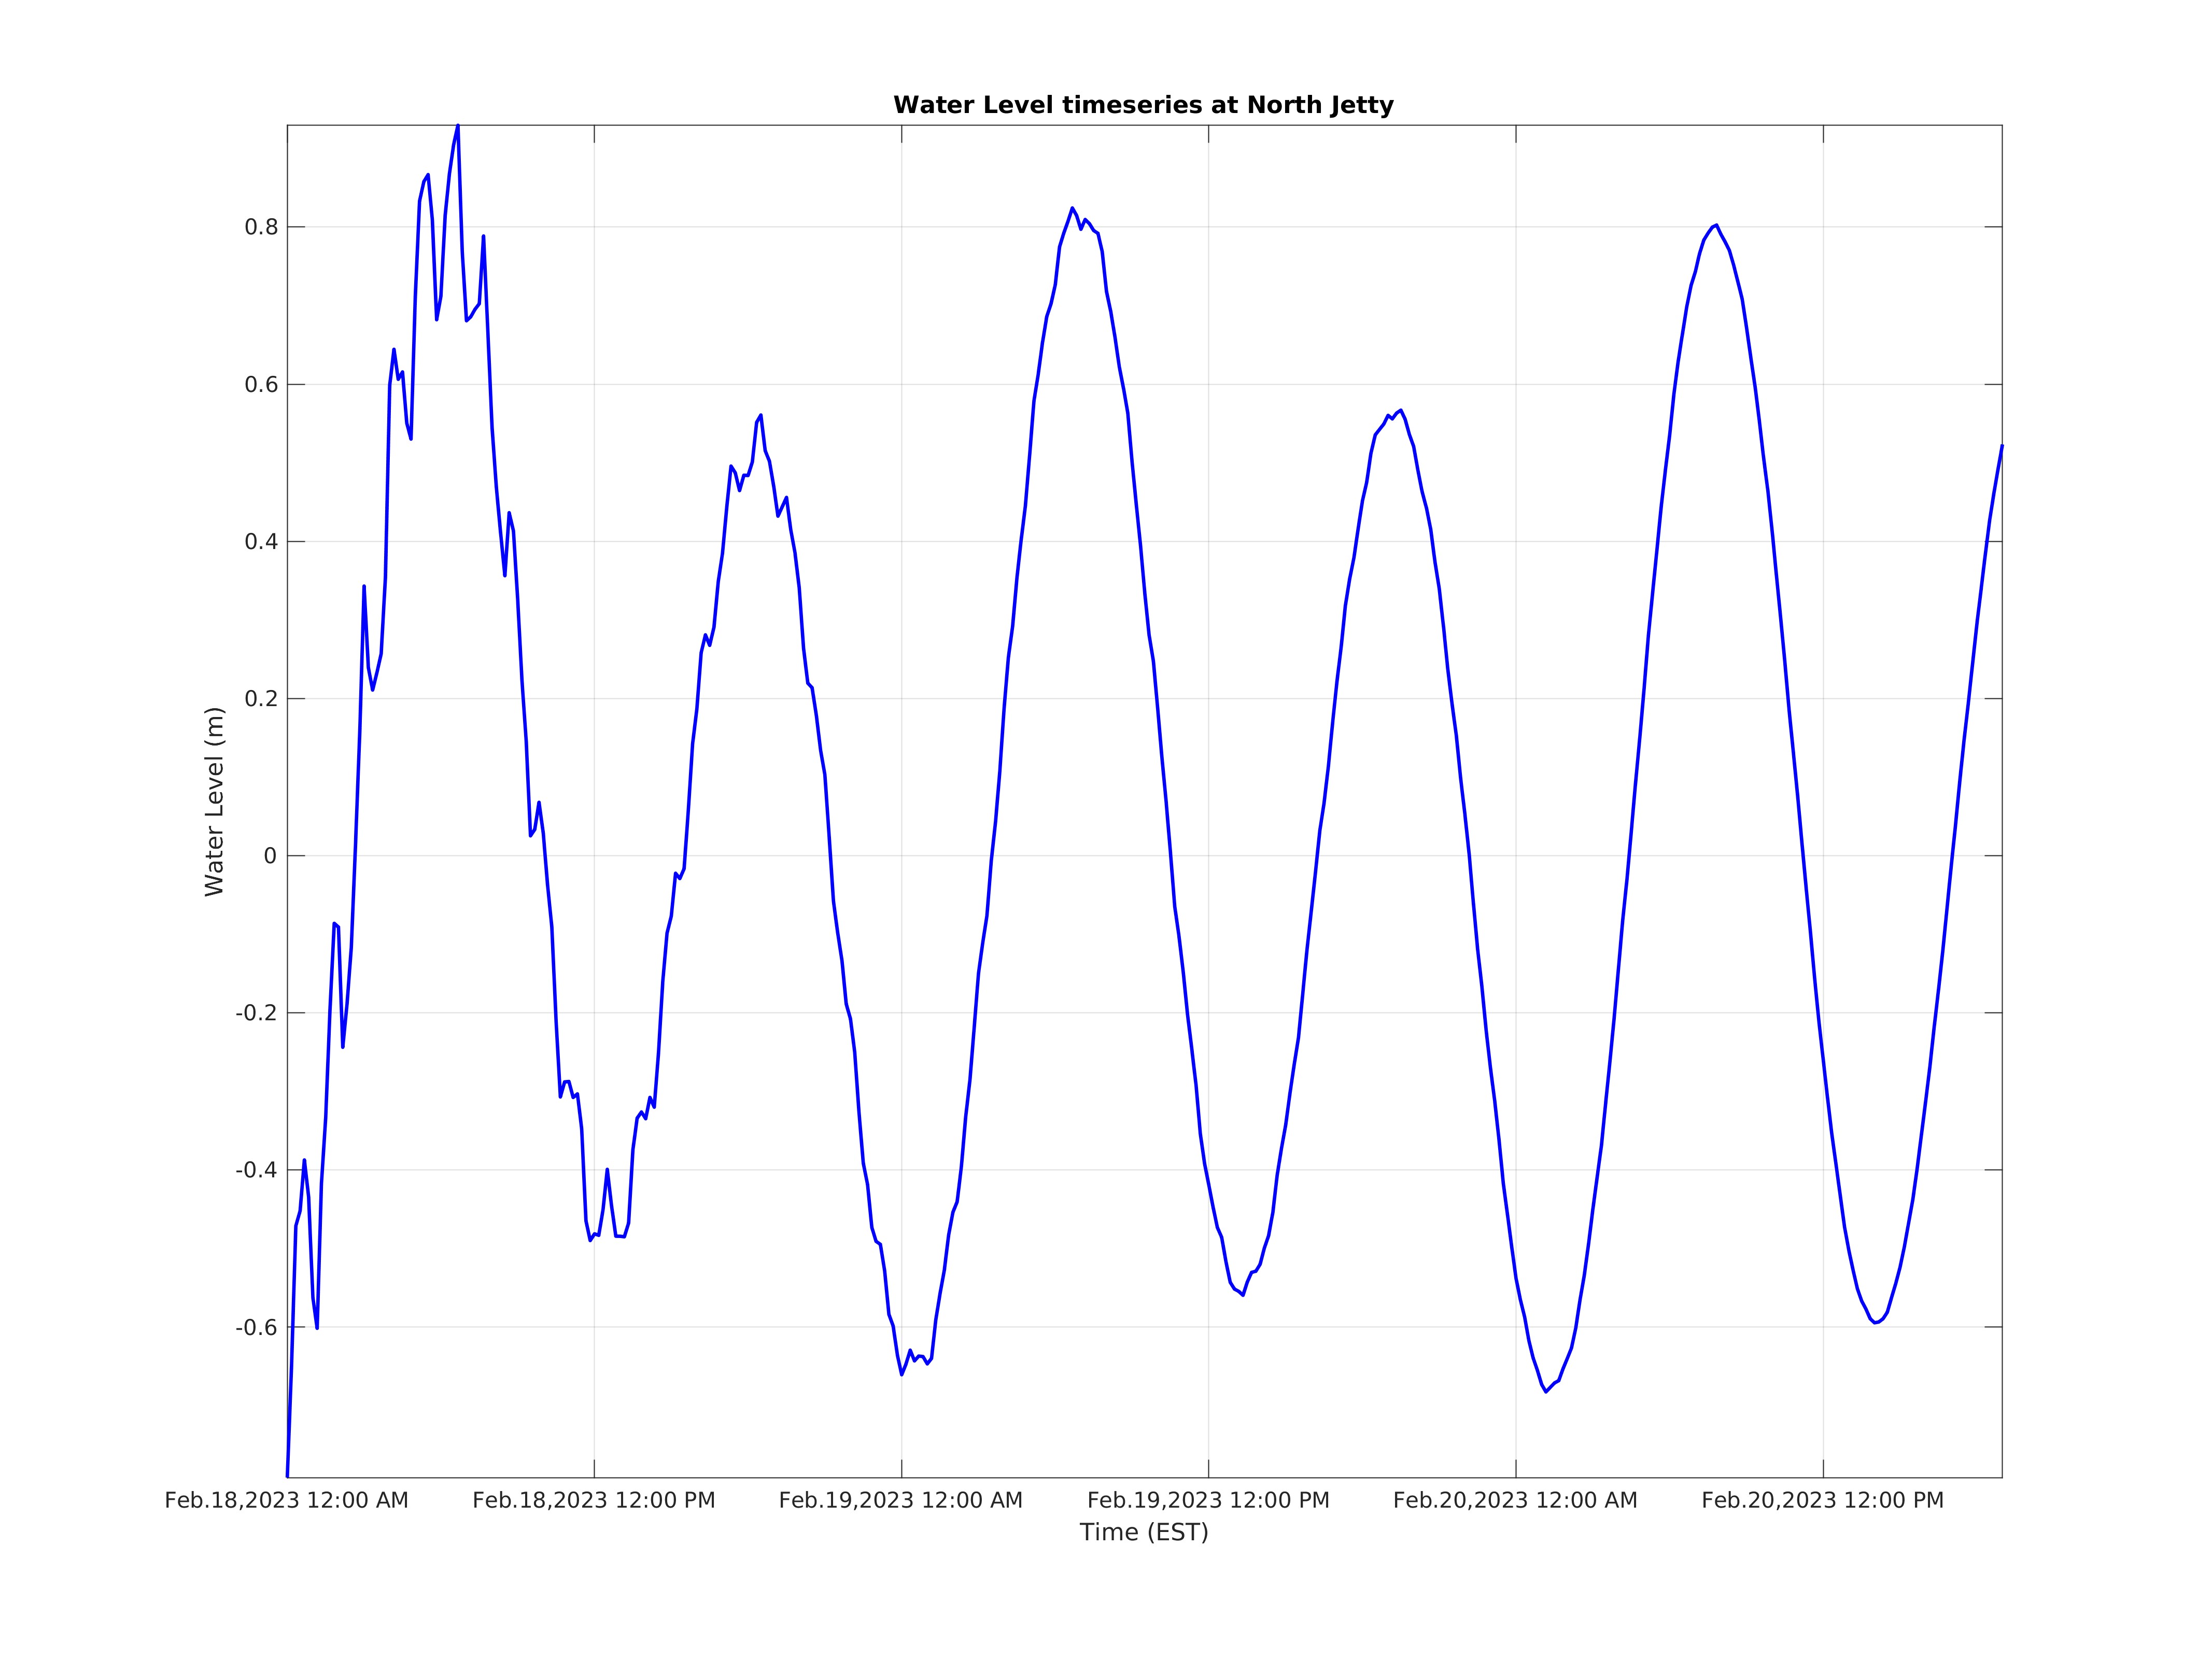 Water Level timeseries at North Jetty
0.8
0.6
0.4
0.2
0
-0.2
-0.4
-0.6
Water Level (m)
Feb.18,2023 12:00 AM Feb.18,2023 12:00 PM Feb.19,2023 12:00 AM Feb.19,2023 12:00 PM Feb.20,2023 12:00 AM Feb.20,2023 12:00 PM
Time (EST)